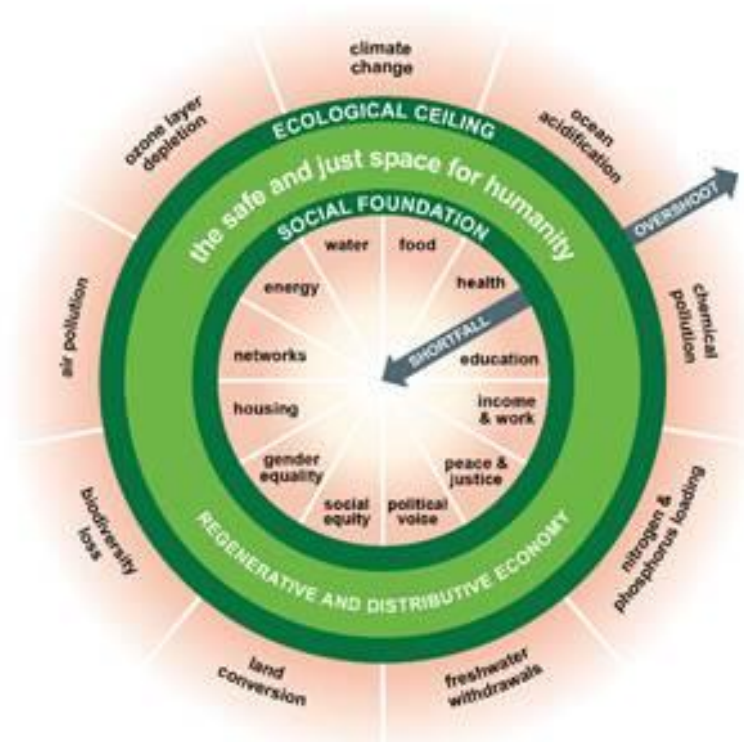 climate
change
ocean
acidification
chemical
pollution
nitrogen &
phosphorus loading
freshwater
withdrawals
land
conversion
biodiversity
loss
air pollution
ozone layer
depletion
ECOLOGICAL CEILING
the safe and just space for humanity
SOCIAL FOUNDATION
OVERSHOOT
SHORTFALL
water
food
health
education
income
& work
peace &
justice
political
voice
social
equity
gender
equality
housing
networks
energy
REGENERATIVE AND DISTRIBUTIVE ECONOMY